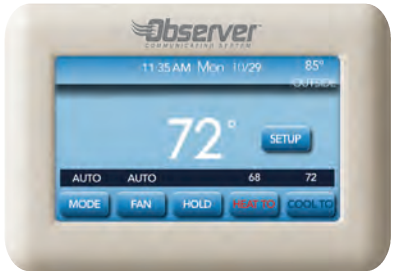 Observer
COMMUNICATING SYSTEM
11:35 AM Mon 10/29 85°
OUTSIDE
72°
SETUP
AUTO AUTO 68 72
MODE FAN HOLD HEAT TO COOL TO